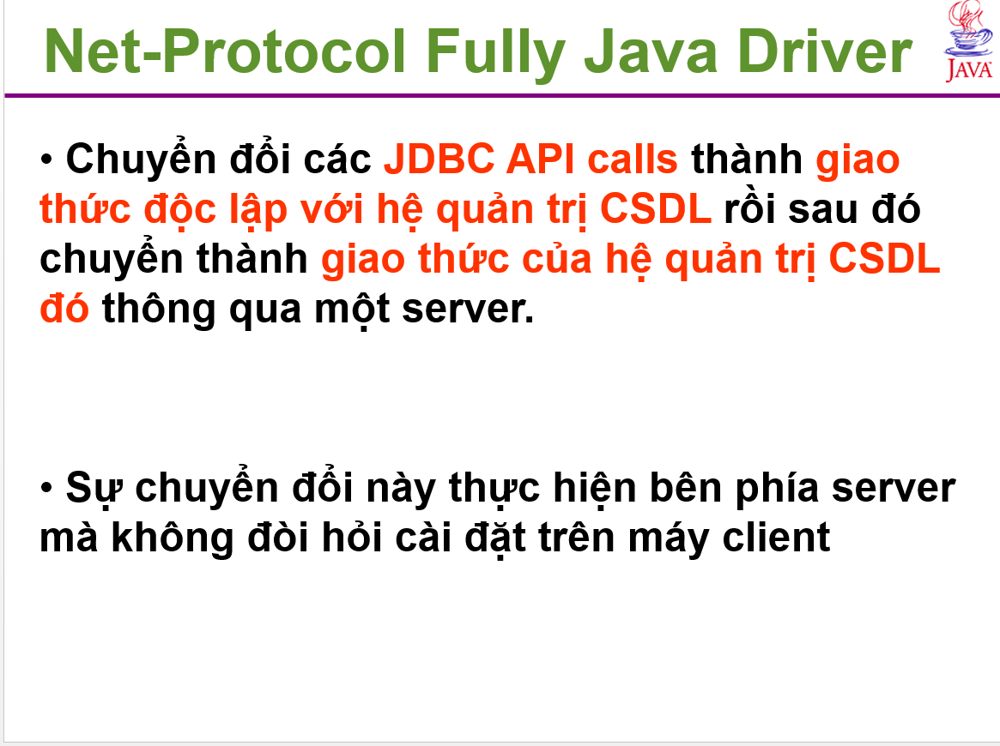 Net-Protocol Fully Java Driver
JAVA
• Chuyển đổi các JDBC API calls thành giao
thức độc lập với hệ quản trị CSDL rồi sau đó
chuyển thành giao thức của hệ quản trị CSDL
đó thông qua một server.
• Sự chuyển đổi này thực hiện bên phía server
mà không đòi hỏi cài đặt trên máy client